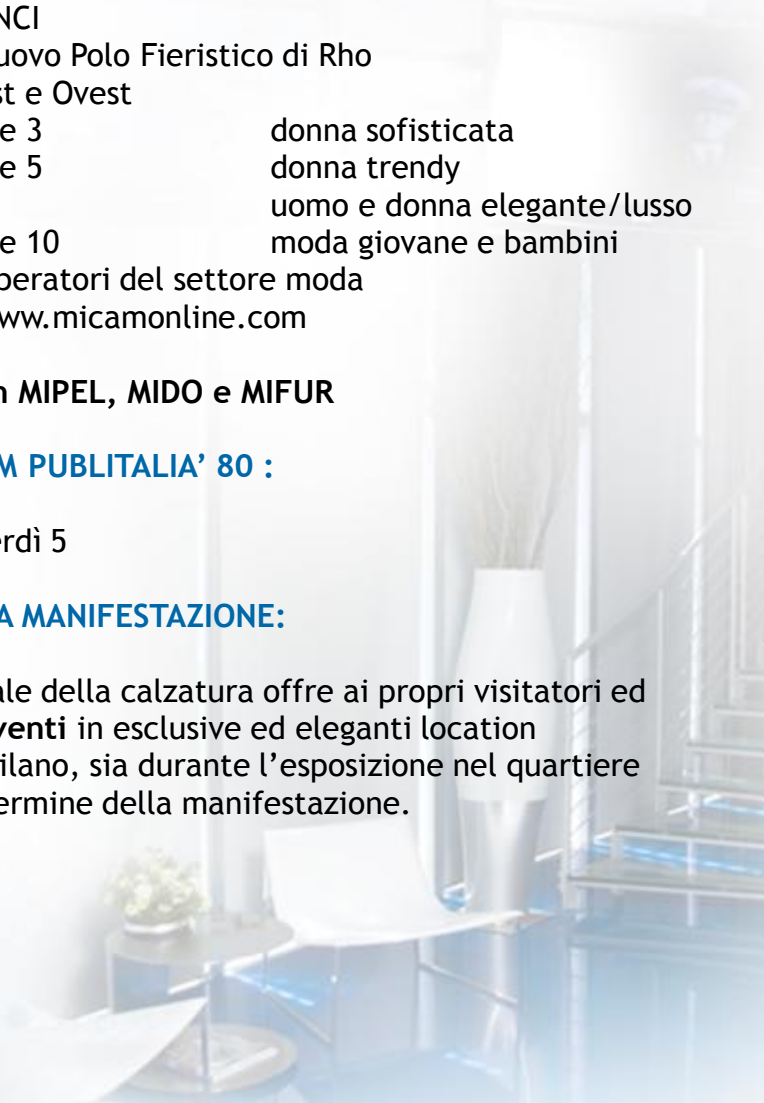 NCI
uovo Polo Fieristico di Rho
st e Ovest
e 3 donna sofisticata
e 5 donna trendy
uomo e donna elegante/lusso
e 10 moda giovane e bambini
peratori del settore moda
ww.micamonline.com
n MIPEL, MIDO e MIFUR
M PUBLITALIA’ 80 :
erdì 5
A MANIFESTAZIONE:
ale della calzatura offre ai propri visitatori ed
venti in esclusive ed eleganti location
ilano, sia durante l’esposizione nel quartiere
termine della manifestazione.